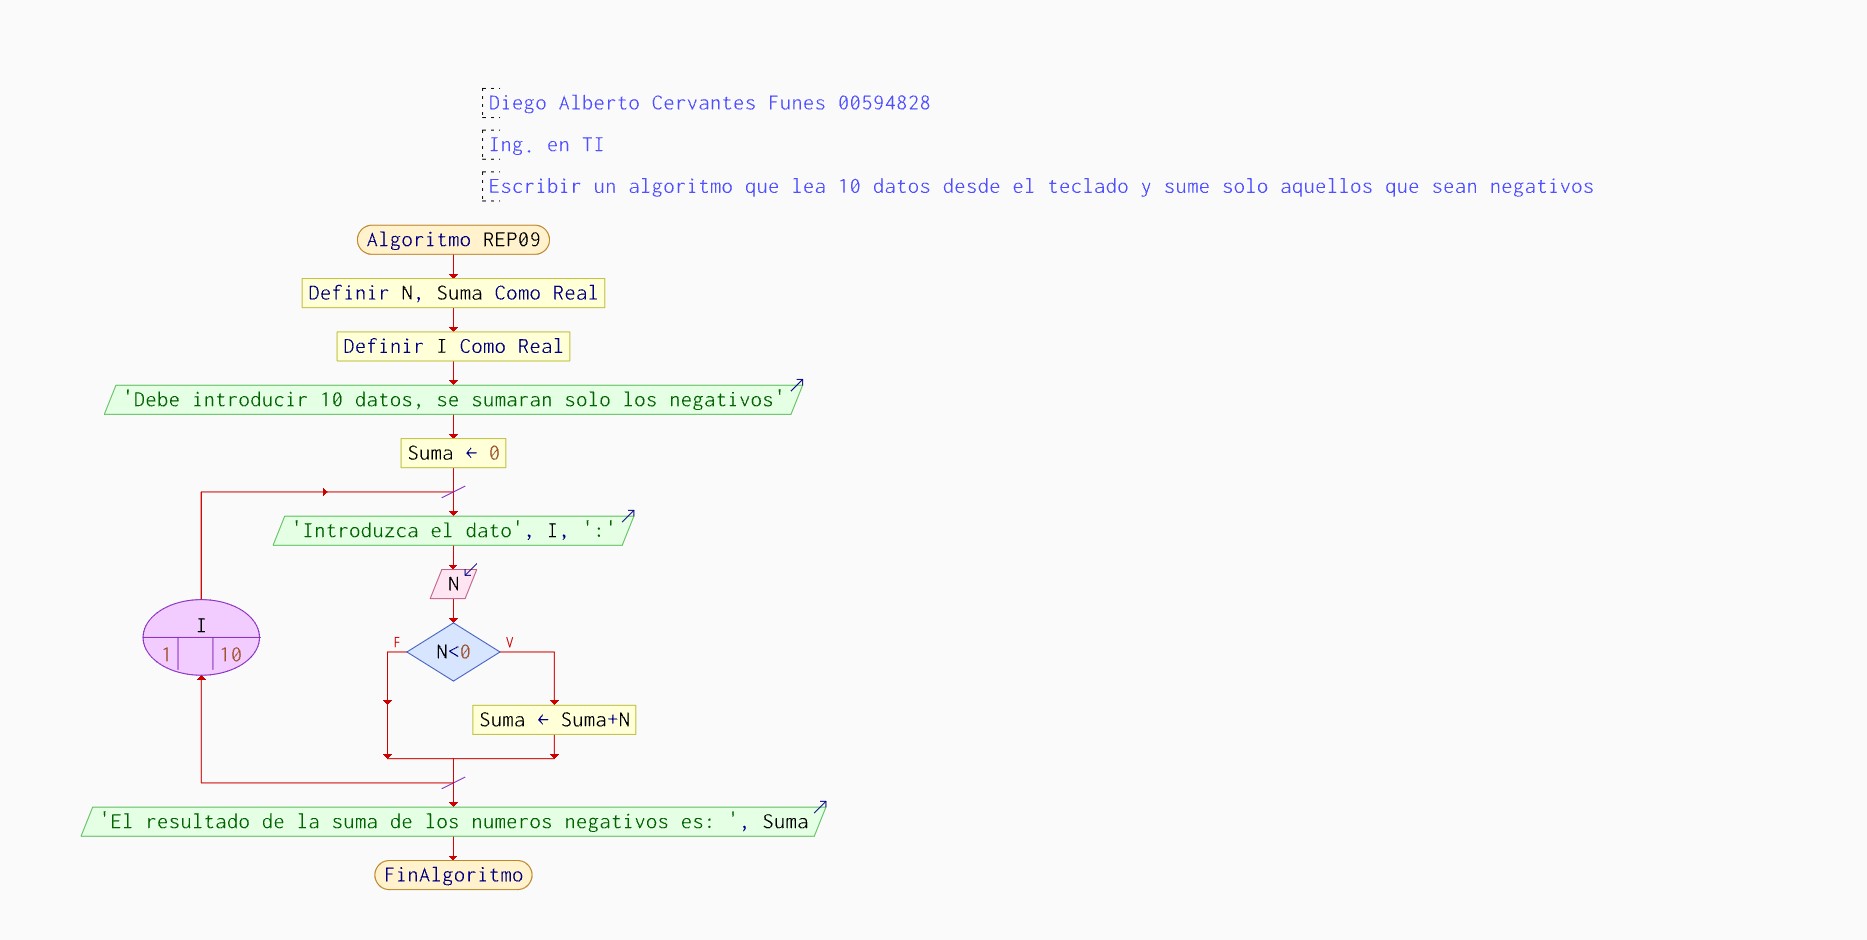 Diego Alberto Cervantes Funes 00594828
Ing. en TI
Escribir un algoritmo que lea 10 datos desde el teclado y sume solo aquellos que sean negativos
Algoritmo REP09
Definir N, Suma Como Real
Definir I Como Real
'Debe introducir 10 datos, se sumaran solo los negativos'
Suma ← 0
'Introduzca el dato', I, ':'
N
I
1 10
F V
N<0
Suma ← Suma+N
'El resultado de la suma de los numeros negativos es: ', Suma
FinAlgoritmo